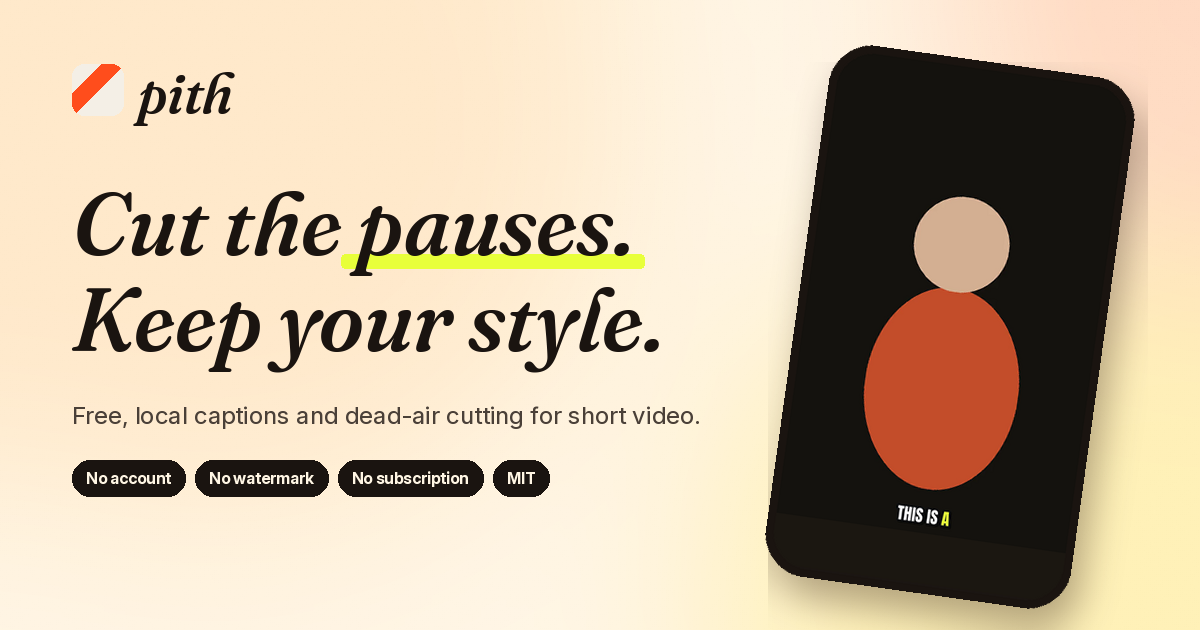 pith
Cut the pauses.
Keep your style.
Free, local captions and dead-air cutting for short video.
No account No watermark No subscription MIT
THIS IS A